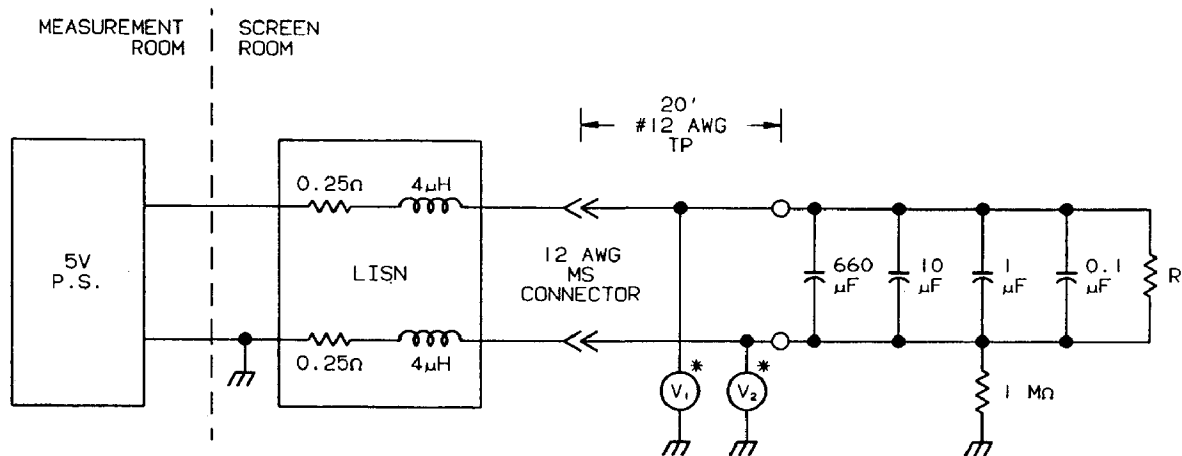 MEASUREMENT
ROOM
SCREEN
ROOM
20'
#12 AWG
TP
0.25Ω
4µH
5V
P.S.
LISN
12 AWG
MS
CONNECTOR
660
µF
10
µF
1
µF
0.1
µF
R
0.25Ω
4µH
V₁
*
V₂
*
1 MΩ